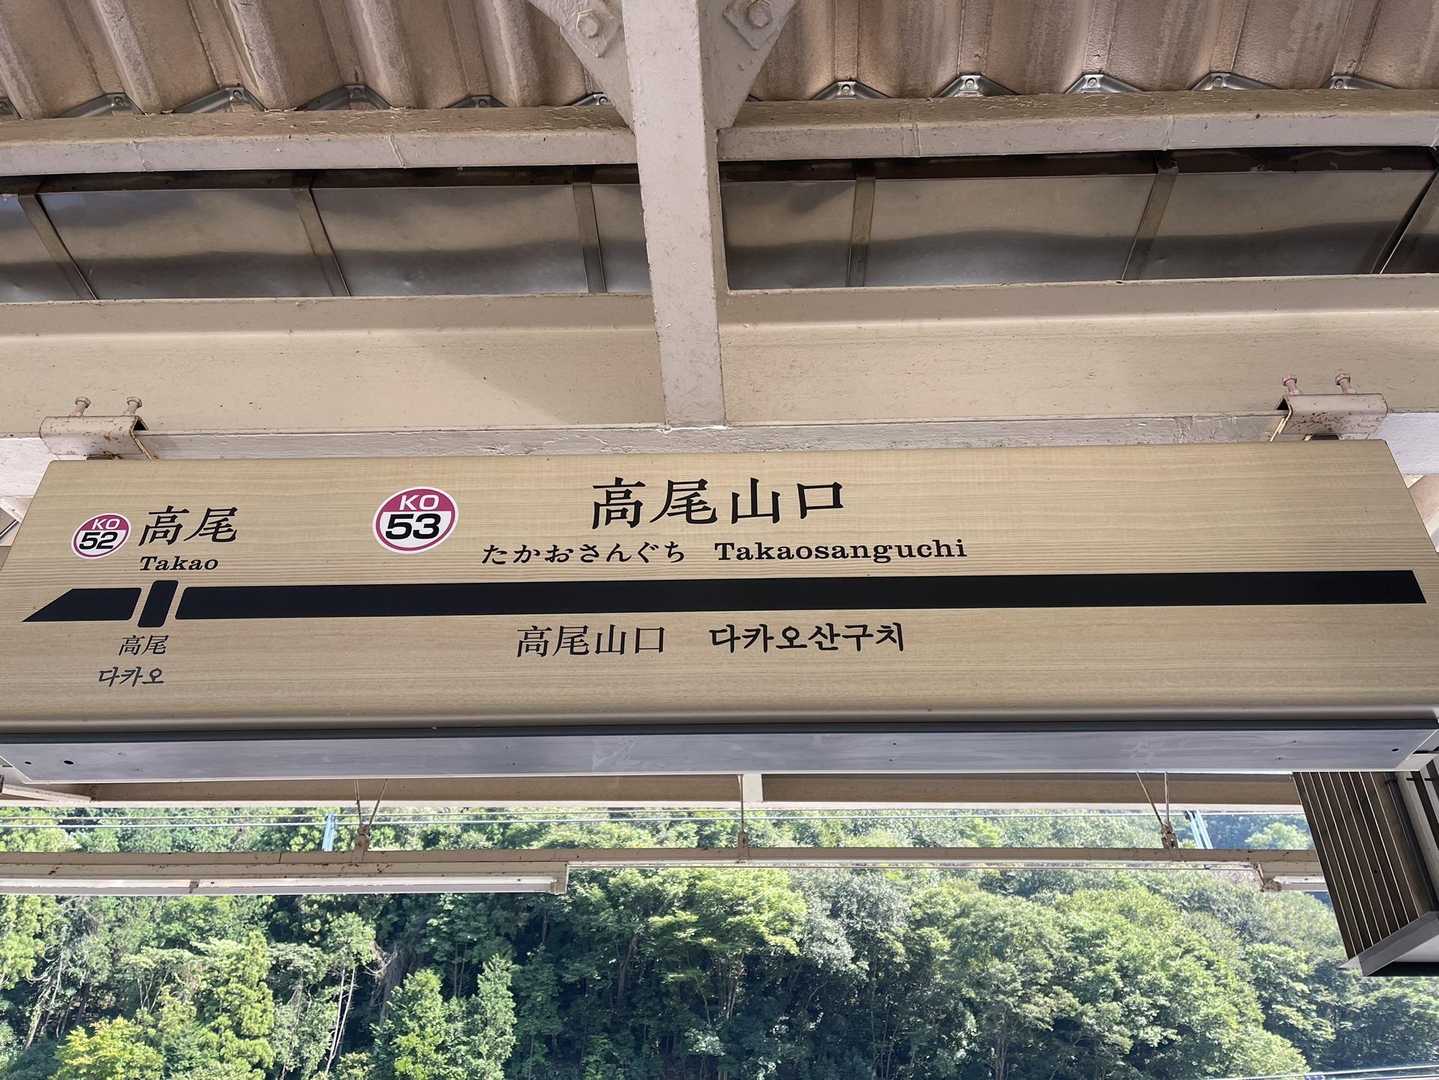 KO
52
高尾
Takao
高尾
다카오
KO
53
高尾山口
たかおさんぐち Takaosanguchi
高尾山口 다카오산구치